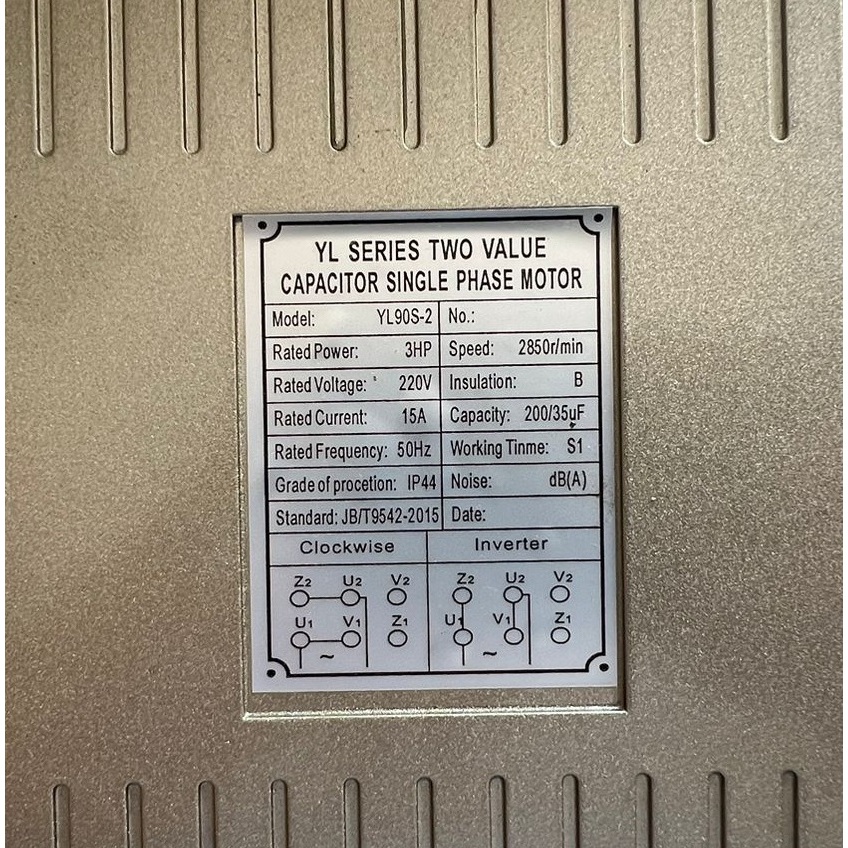 YL SERIES TWO VALUE
CAPACITOR SINGLE PHASE MOTOR
Model: YL90S-2 No.:
Rated Power: 3HP Speed: 2850r/min
Rated Voltage: 220V Insulation: B
Rated Current: 15A Capacity: 200/35uF
Rated Frequency: 50Hz Working Tinme: S1
Grade of procetion: IP44 Noise: dB(A)
Standard: JB/T9542-2015 Date:
Clockwise Inverter
Z2 U2 V2 Z2 U2 V2
U1 V1 Z1 U1 V1 Z1
~ ~